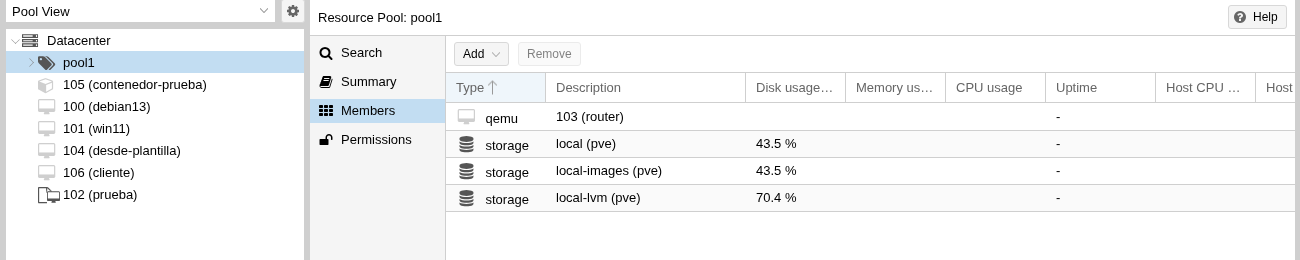 Pool View
Datacenter
pool1
105 (contenedor-prueba)
100 (debian13)
101 (win11)
104 (desde-plantilla)
106 (cliente)
102 (prueba)
Resource Pool: pool1
Help
Search
Summary
Members
Permissions
Add
Remove
Type Description Disk usage... Memory us... CPU usage Uptime Host CPU ... Host
qemu 103 (router) -
storage local (pve) 43.5 % -
storage local-images (pve) 43.5 % -
storage local-lvm (pve) 70.4 % -